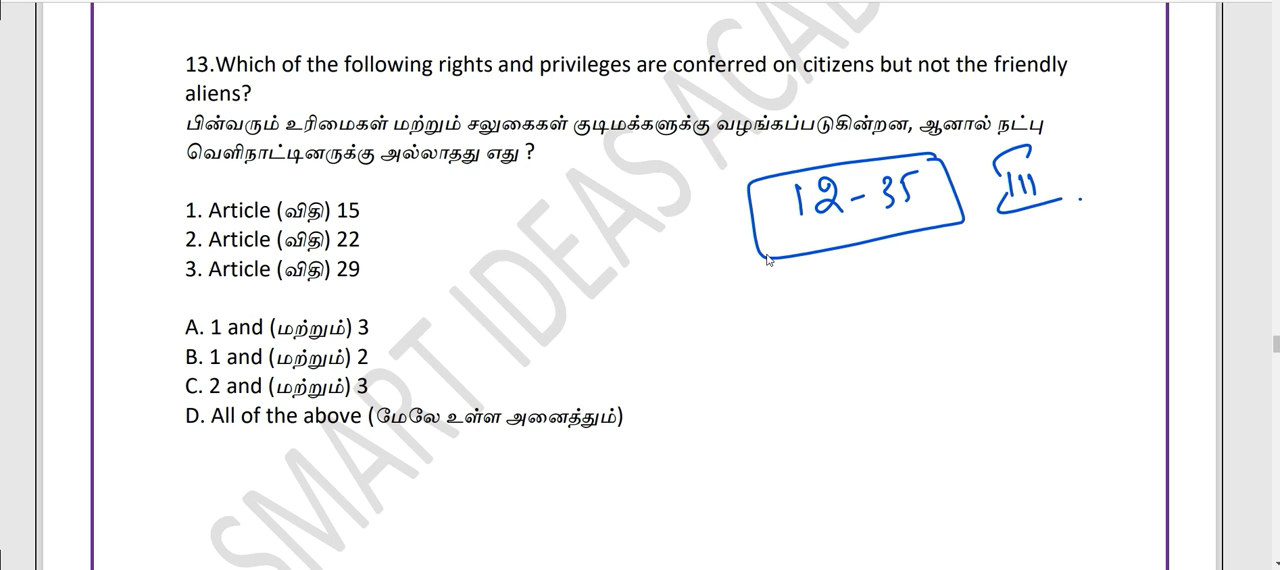 13.Which of the following rights and privileges are conferred on citizens but not the friendly
aliens?
பின்வரும் உரிமைகள் மற்றும் சலுகைகள் குடிமக்களுக்கு வழங்கப்படுகின்றன, ஆனால் நட்பு
வெளிநாட்டினருக்கு அல்லாதது எது ?
12-35 III
1. Article (விதி) 15
2. Article (விதி) 22
3. Article (விதி) 29
A. 1 and (மற்றும்) 3
B. 1 and (மற்றும்) 2
C. 2 and (மற்றும்) 3
D. All of the above (மேலே உள்ள அனைத்தும்)
SMART IDEAS ACAD